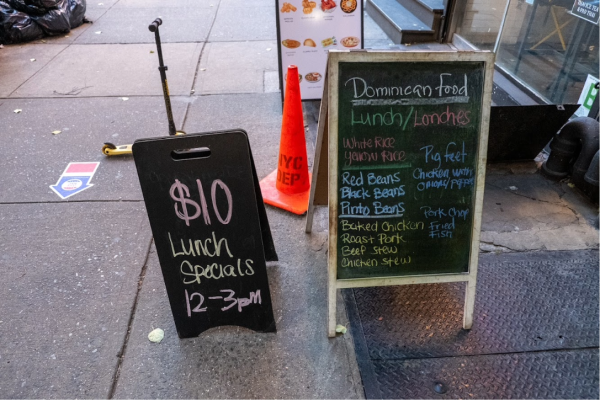 $10
Lunch
Specials
12-3pm
Dominican Food
Lunch/Lonches
White Rice
Yellow Rice
Red Beans
Black Beans
Pinto Beans
Baked Chicken
Roast Pork
Beef Stew
Chicken Stew
Pig feet
Chicken with
onions/peppers
Pork Chop
Fried
Fish
NYC
DEP